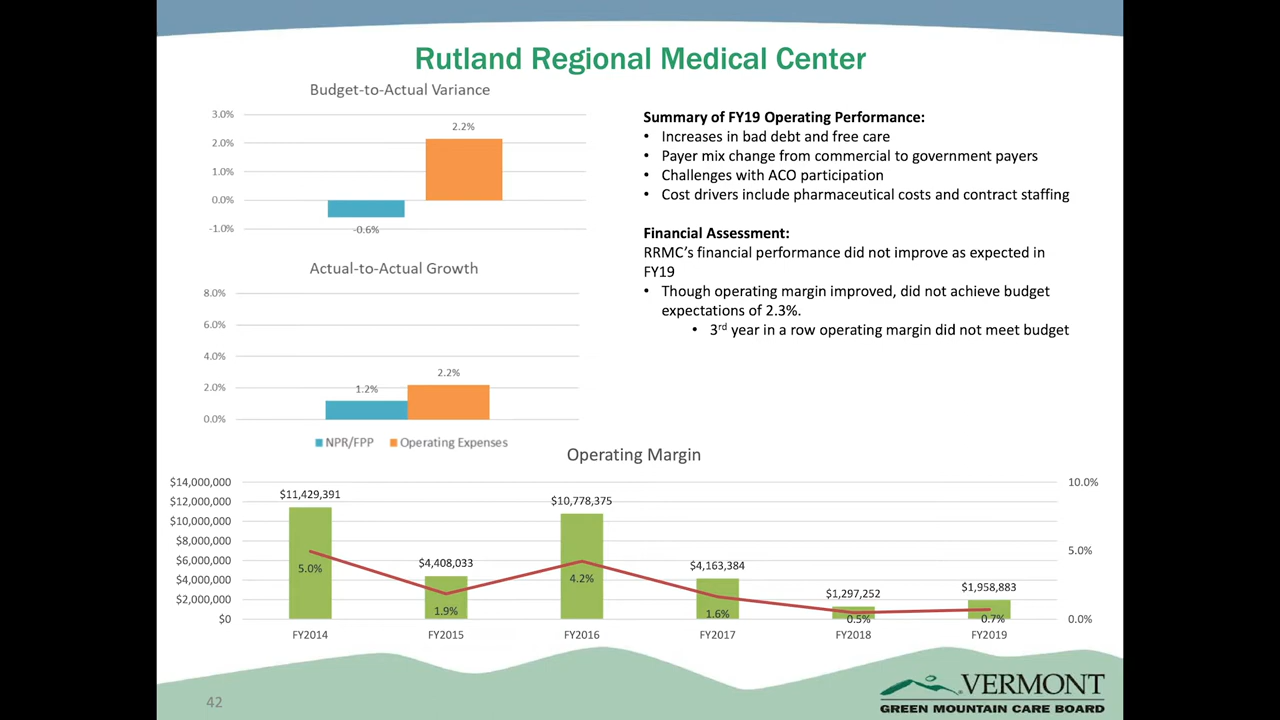 Rutland Regional Medical Center
Budget-to-Actual Variance
3.0%
2.0%
1.0%
0.0%
-1.0%
2.2%
-0.6%
Actual-to-Actual Growth
8.0%
6.0%
4.0%
2.0%
0.0%
1.2%
2.2%
NPR/FPP
Operating Expenses
Summary of FY19 Operating Performance:
• Increases in bad debt and free care
• Payer mix change from commercial to government payers
• Challenges with ACO participation
• Cost drivers include pharmaceutical costs and contract staffing
Financial Assessment:
RRMC’s financial performance did not improve as expected in
FY19
• Though operating margin improved, did not achieve budget
expectations of 2.3%.
• 3rd year in a row operating margin did not meet budget
Operating Margin
$14,000,000
$12,000,000
$10,000,000
$8,000,000
$6,000,000
$4,000,000
$2,000,000
$0
$11,429,391
$4,408,033
$10,778,375
$4,163,384
$1,297,252
$1,958,883
5.0%
1.9%
4.2%
1.6%
0.5%
0.7%
10.0%
5.0%
0.0%
FY2014
FY2015
FY2016
FY2017
FY2018
FY2019
42
VERMONT
GREEN MOUNTAIN CARE BOARD